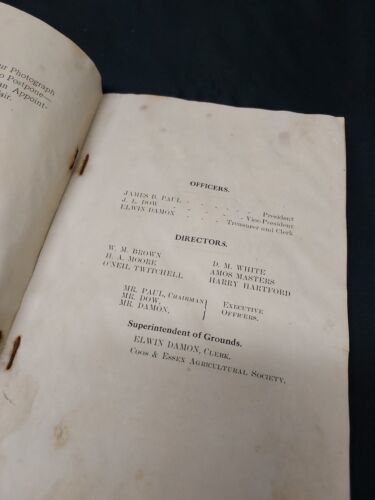 ur Photograph
o Postpone—
an Appoint-
air.
OFFICERS.
JAMES B. PAUL - - - - - - President
J. L. DOW - - - - - - Vice-President
ELWIN DAMON - - - - - Treasurer and Clerk
DIRECTORS.
W. M. BROWN D. M. WHITE
H. A. MOORE AMOS MASTERS
O'NEIL TWITCHELL HARRY HARTFORD
MR. PAUL, CHAIRMAN
MR. DOW,
MR. DAMON.
EXECUTIVE
OFFICERS.
Superintendent of Grounds.
ELWIN DAMON, CLERK.
COOS & ESSEX AGRICULTURAL SOCIETY.